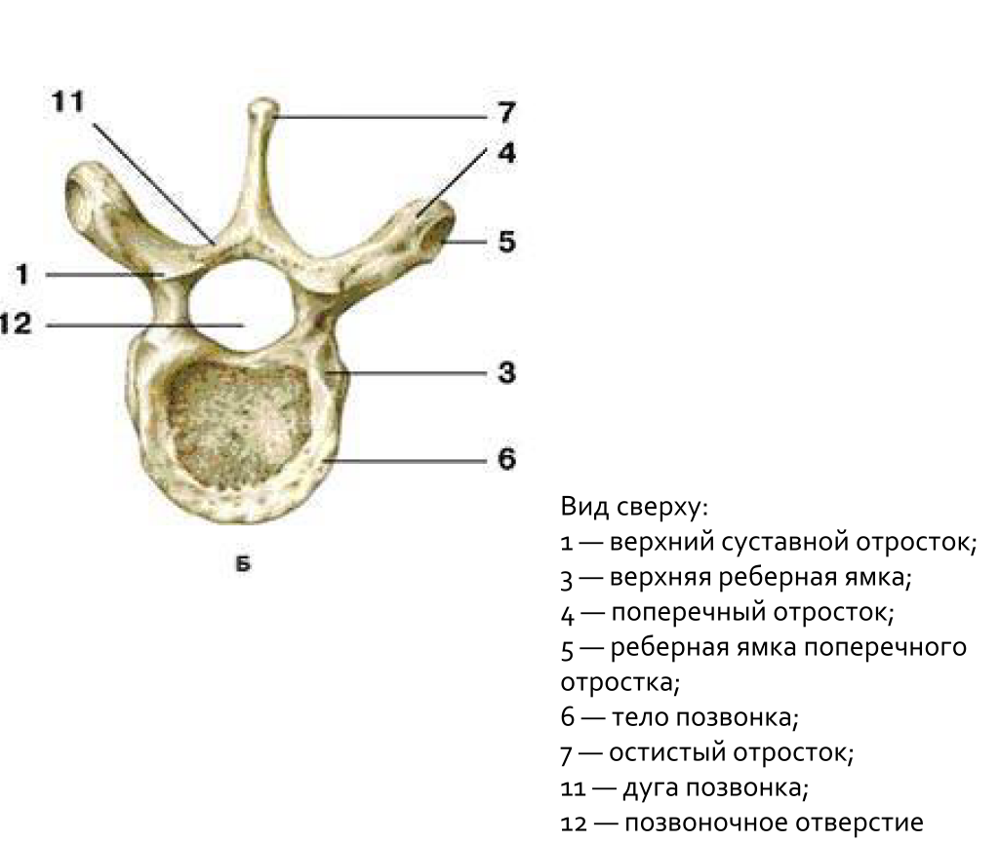 11
7
4
5
1
12
3
6
Б
Вид сверху:
1 — верхний суставной отросток;
3 — верхняя реберная ямка;
4 — поперечный отросток;
5 — реберная ямка поперечного
отростка;
6 — тело позвонка;
7 — остистый отросток;
11 — дуга позвонка;
12 — позвоночное отверстие